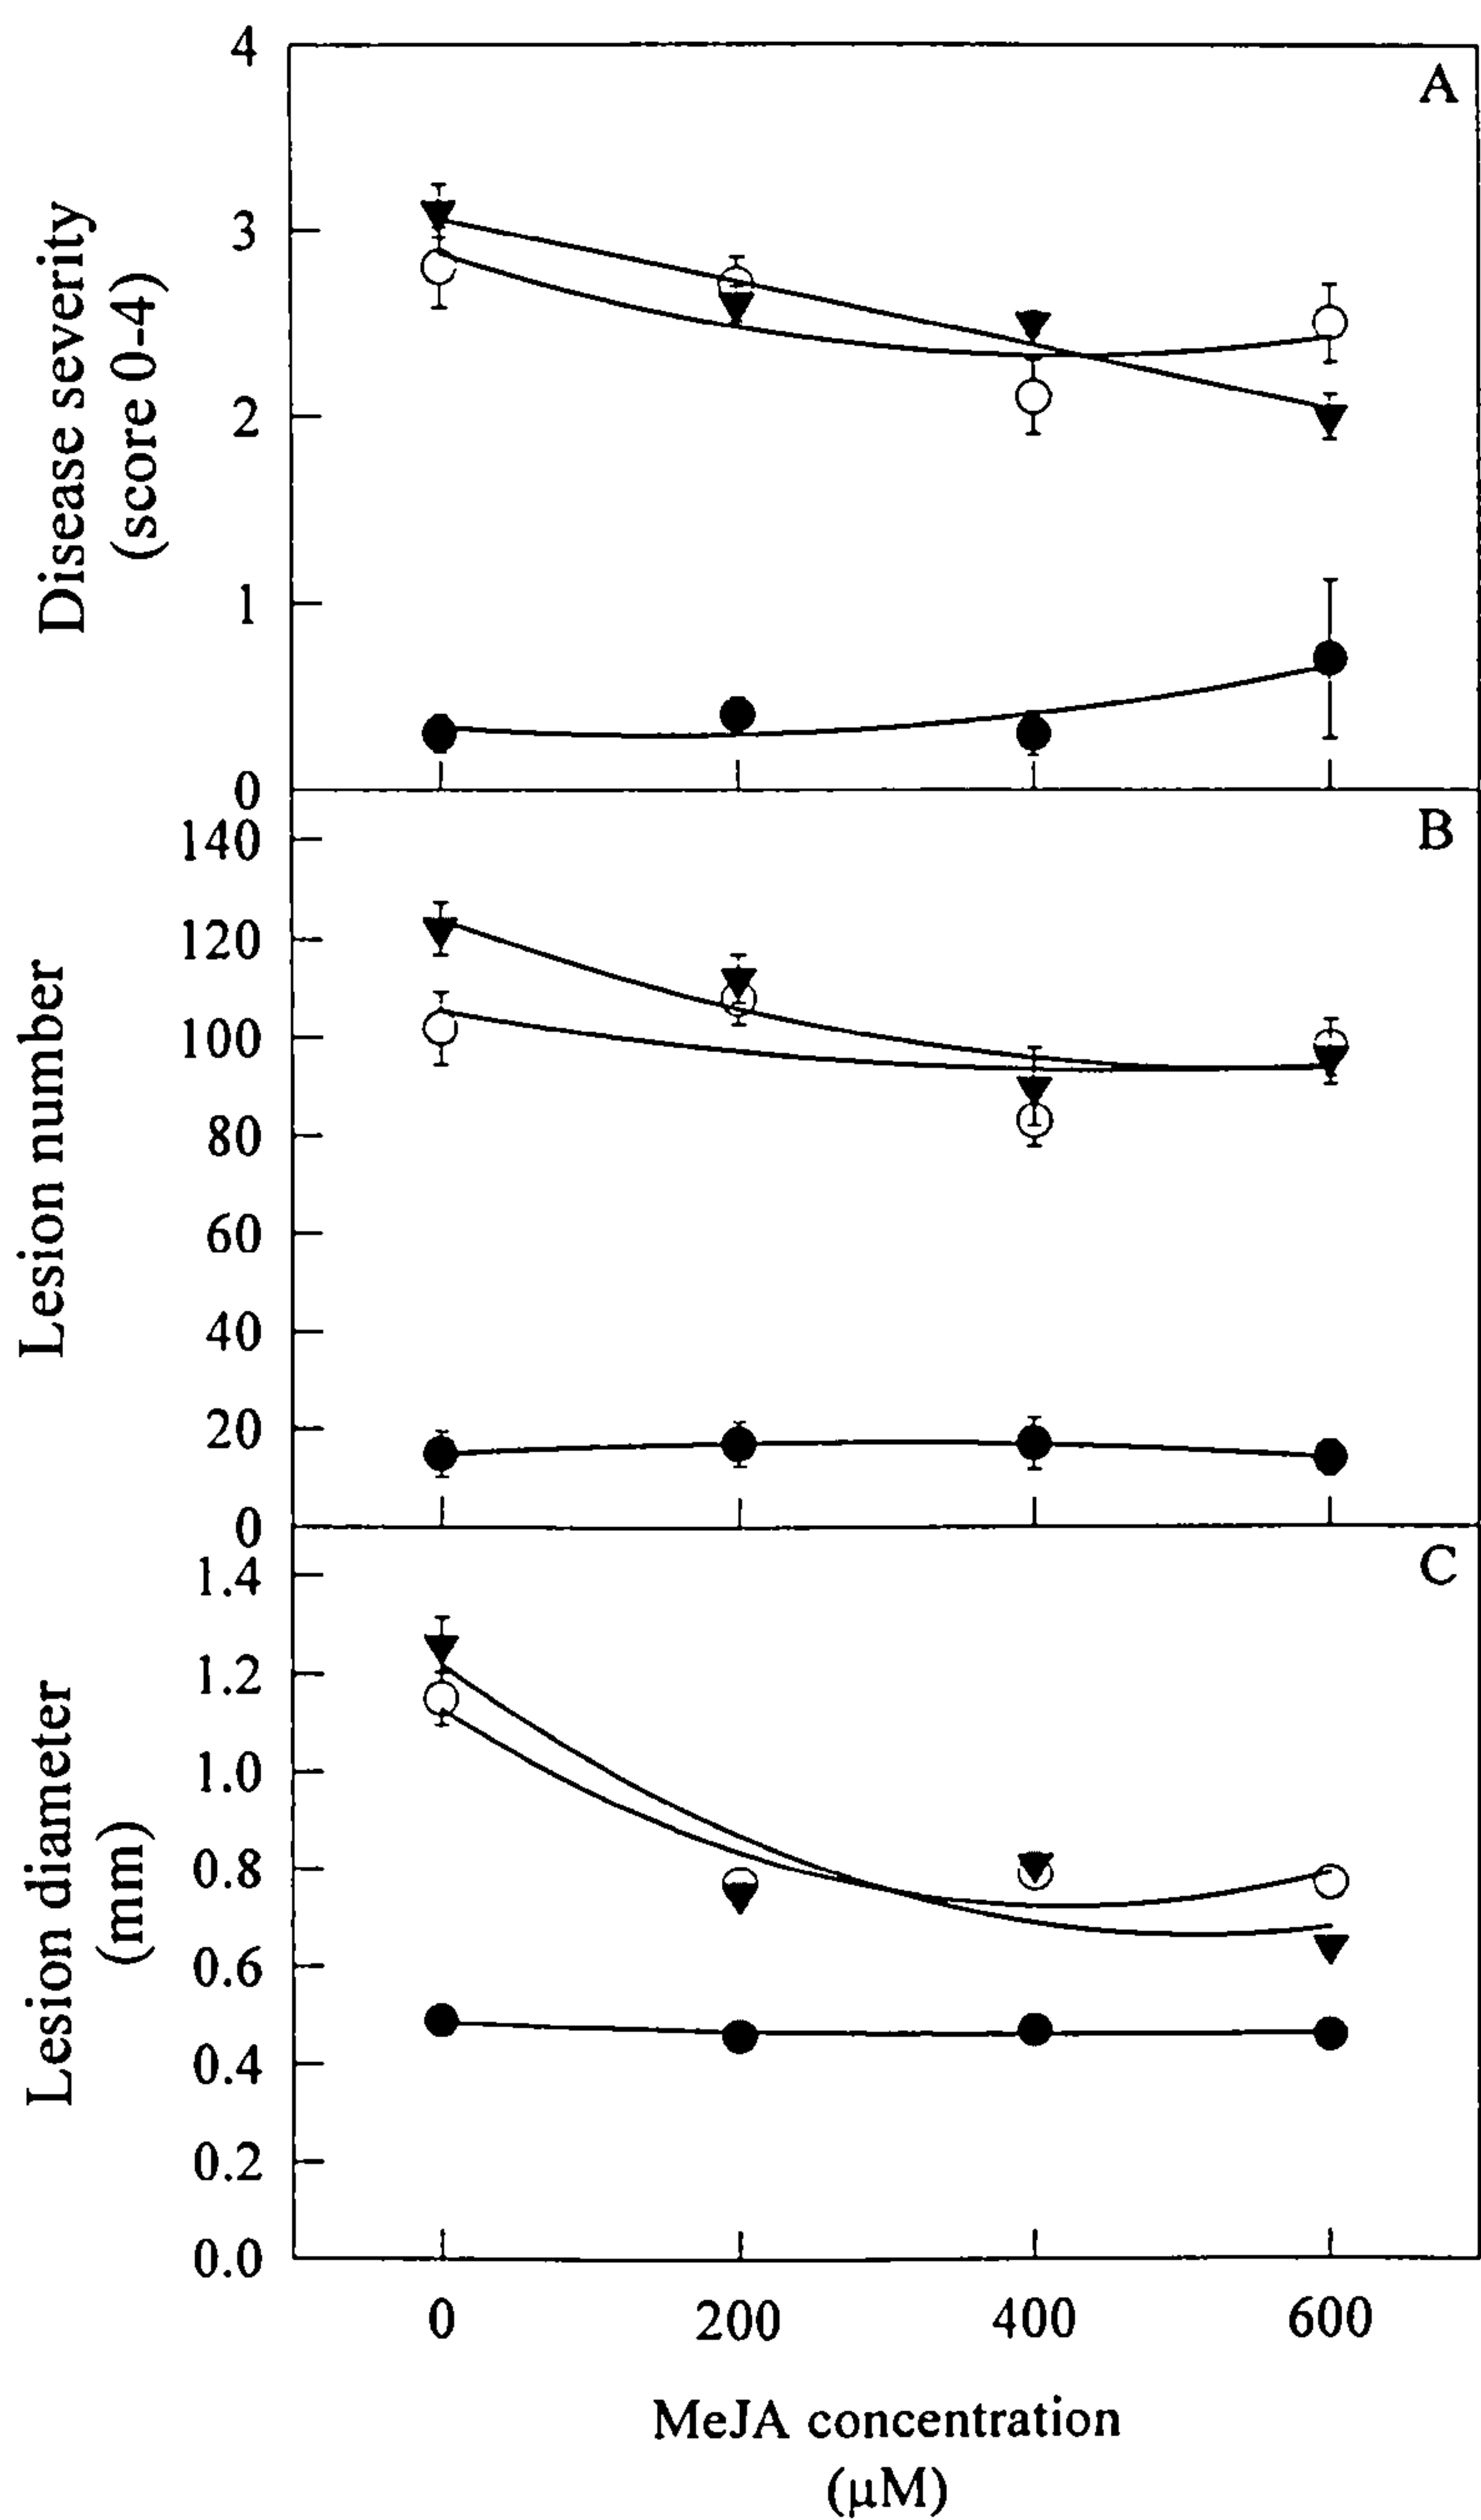 A
4
3
2
1
0
Disease severity
(score 0-4)
B
140
120
100
80
60
40
20
0
Lesion number
C
1.4
1.2
1.0
0.8
0.6
0.4
0.2
0.0
Lesion diameter
(mm)
0 200 400 600
MeJA concentration
(μM)